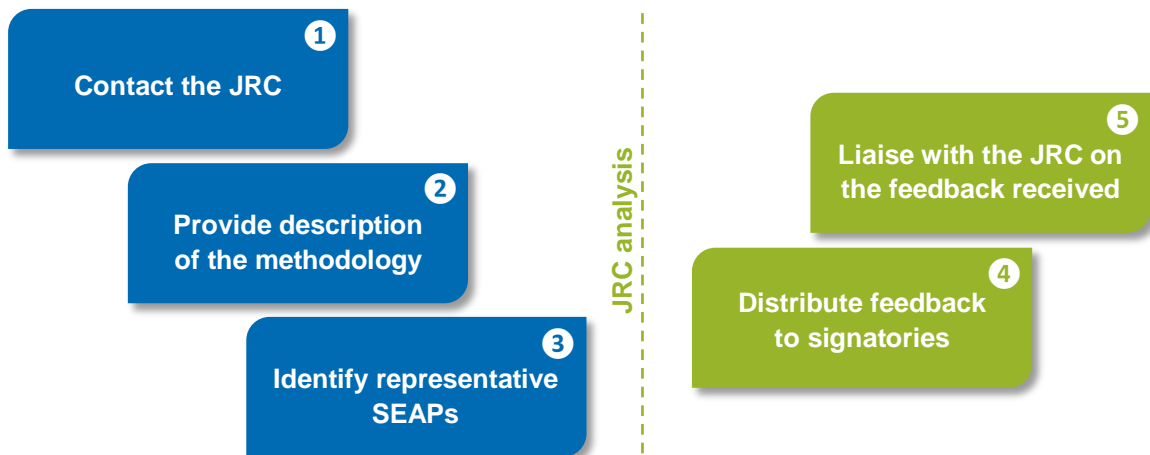 1
Contact the JRC
2
Provide description
of the methodology
3
Identify representative
SEAPs
JRC analysis
4
Distribute feedback
to signatories
5
Liaise with the JRC on
the feedback received